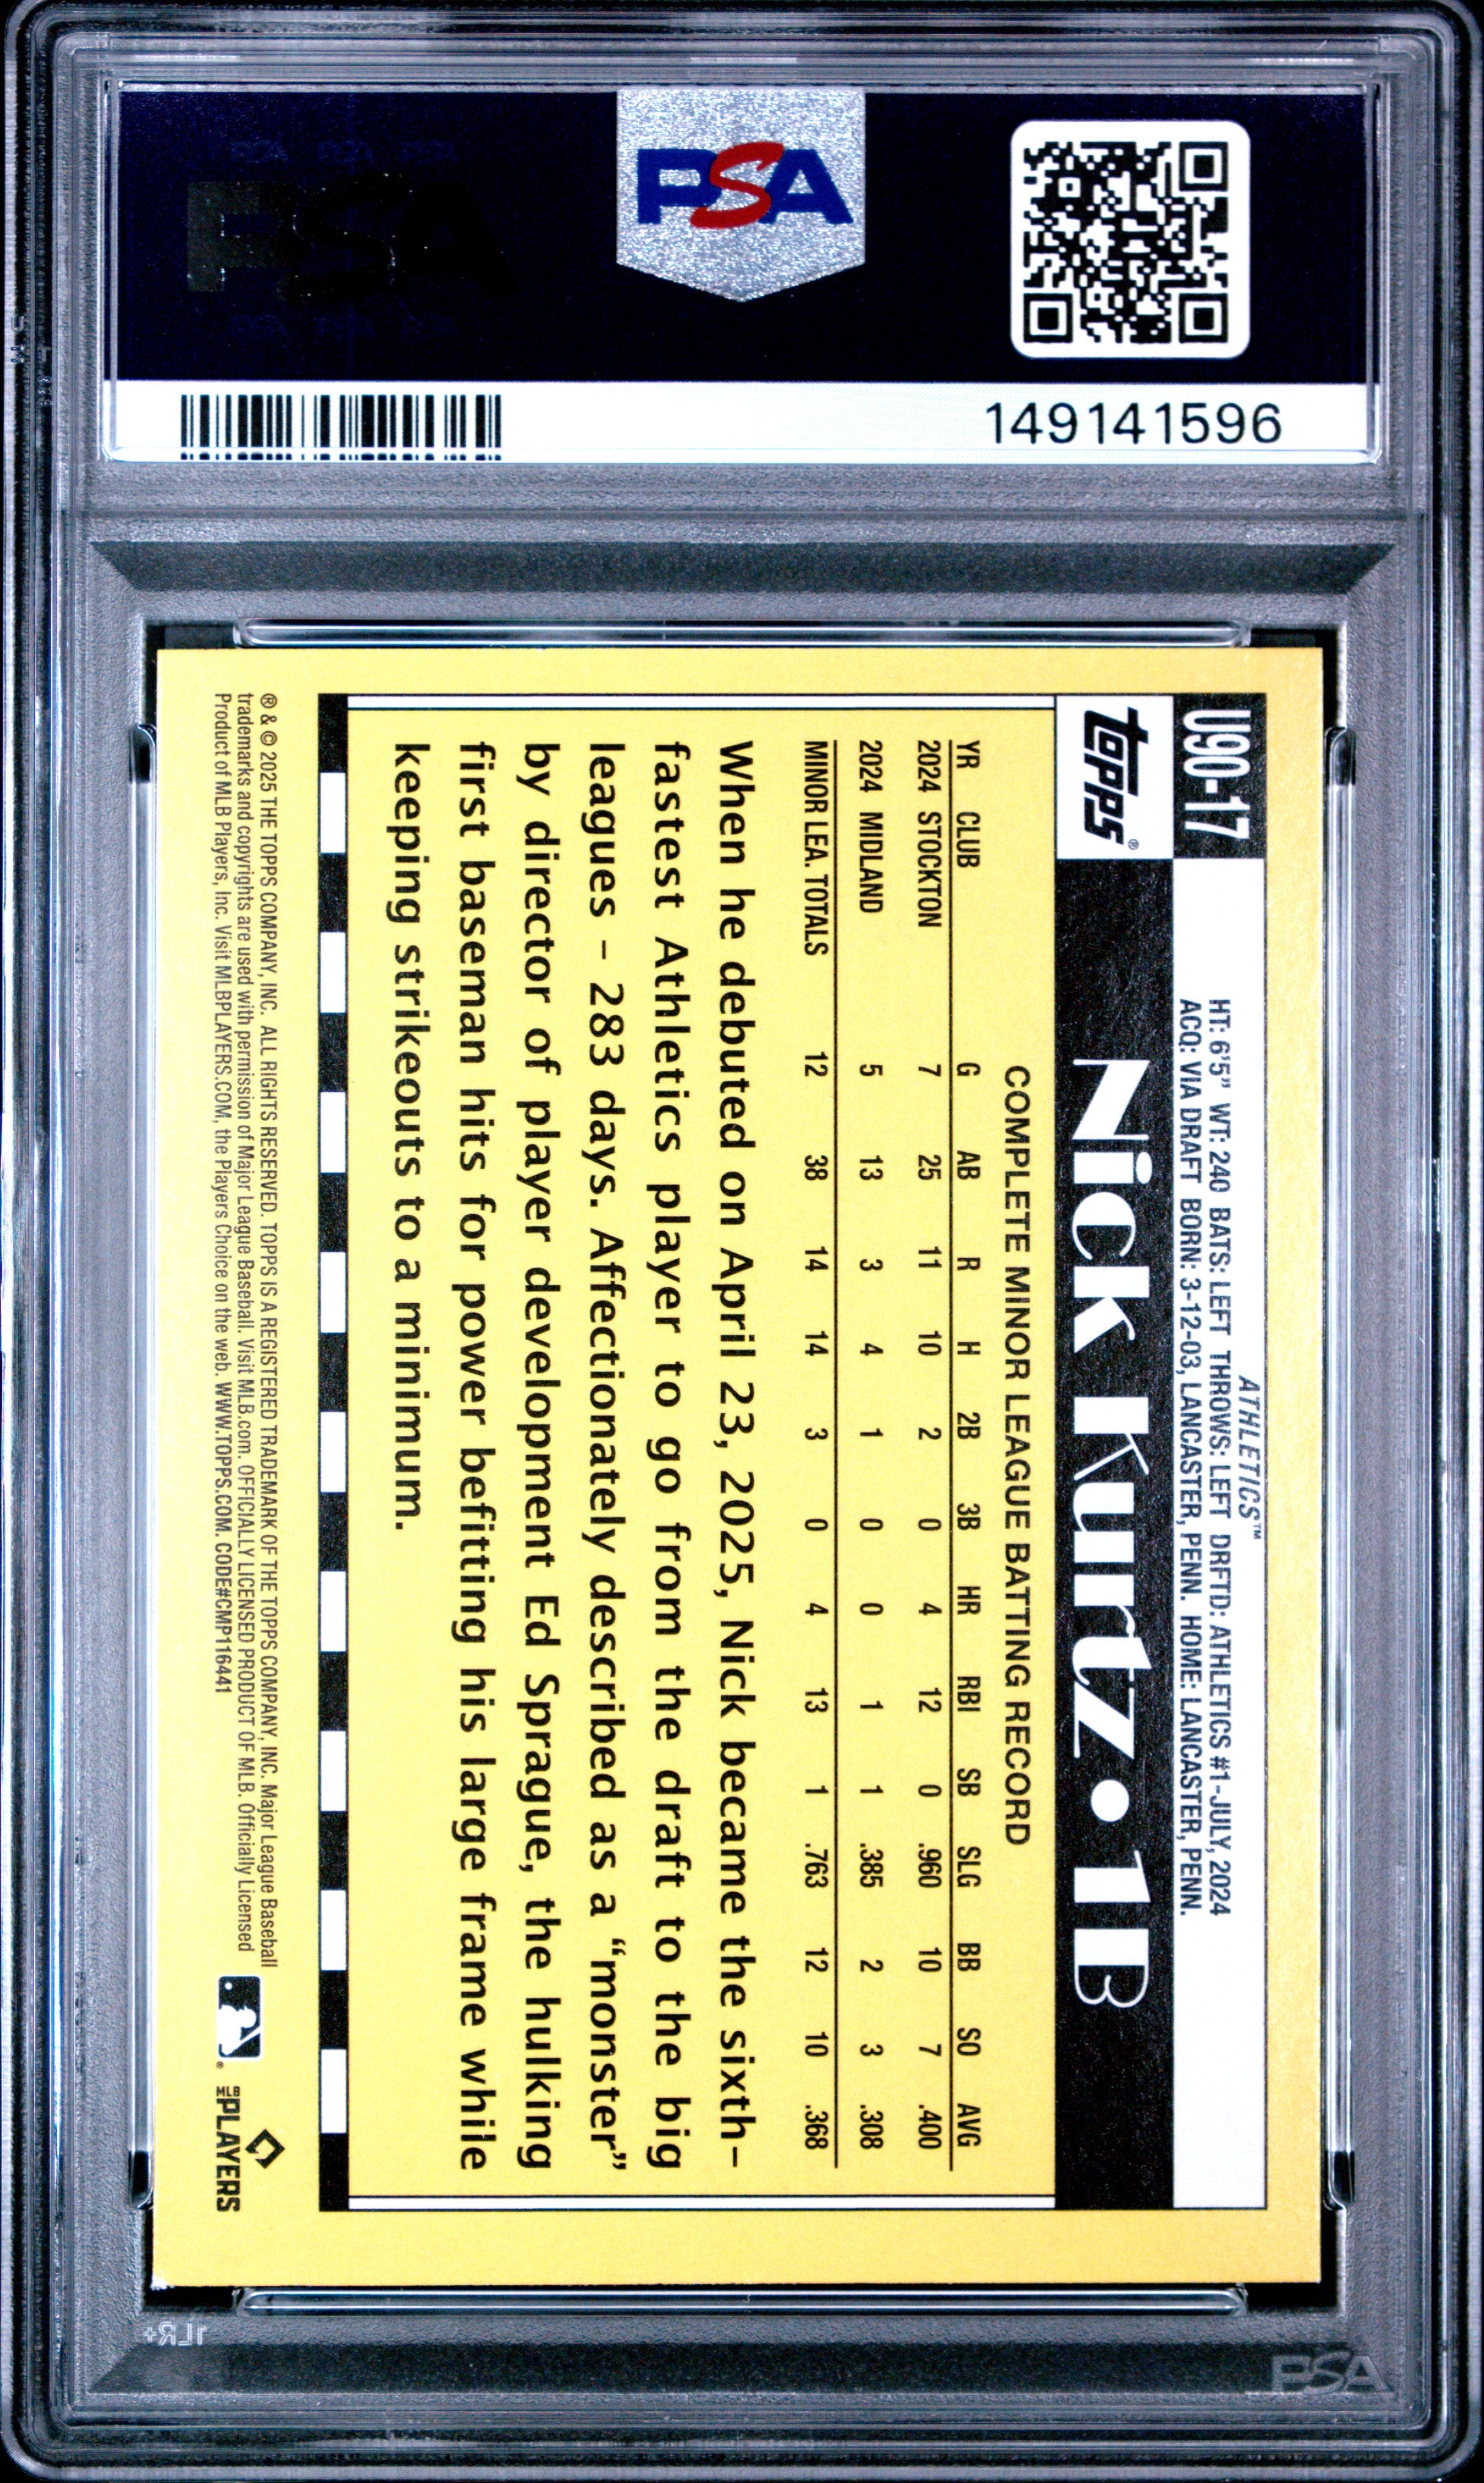 PSA
149141596
U90-17
ATHLETICS™
HT: 6'5" WT: 240 BATS: LEFT THROWS: LEFT DRFTD: ATHLETICS #1-JULY, 2024
ACQ: VIA DRAFT BORN: 3-12-03, LANCASTER, PENN. HOME: LANCASTER, PENN.
topps®
Nick Kurtz • 1B
COMPLETE MINOR LEAGUE BATTING RECORD
YR CLUB G AB R H 2B 3B HR RBI SB SLG BB SO AVG
2024 STOCKTON 7 25 11 10 2 0 4 12 0 .960 10 7 .400
2024 MIDLAND 5 13 3 4 1 0 0 1 1 .385 2 3 .308
MINOR LEA. TOTALS 12 38 14 14 3 0 4 13 1 .763 12 10 .368
When he debuted on April 23, 2025, Nick became the sixth-
fastest Athletics player to go from the draft to the big
leagues – 283 days. Affectionately described as a “monster”
by director of player development Ed Sprague, the hulking
first baseman hits for power befitting his large frame while
keeping strikeouts to a minimum.
® & © 2025 THE TOPPS COMPANY, INC. ALL RIGHTS RESERVED. TOPPS IS A REGISTERED TRADEMARK OF THE TOPPS COMPANY, INC. Major League Baseball
trademarks and copyrights are used with permission of Major League Baseball. Visit MLB.com. OFFICIALLY LICENSED PRODUCT OF MLB. Officially Licensed
Product of MLB Players, Inc. Visit MLBPLAYERS.COM, the Players Choice on the web. WWW.TOPPS.COM. CODE#CMP116441
MLB PLAYERS
JLR+
PSA